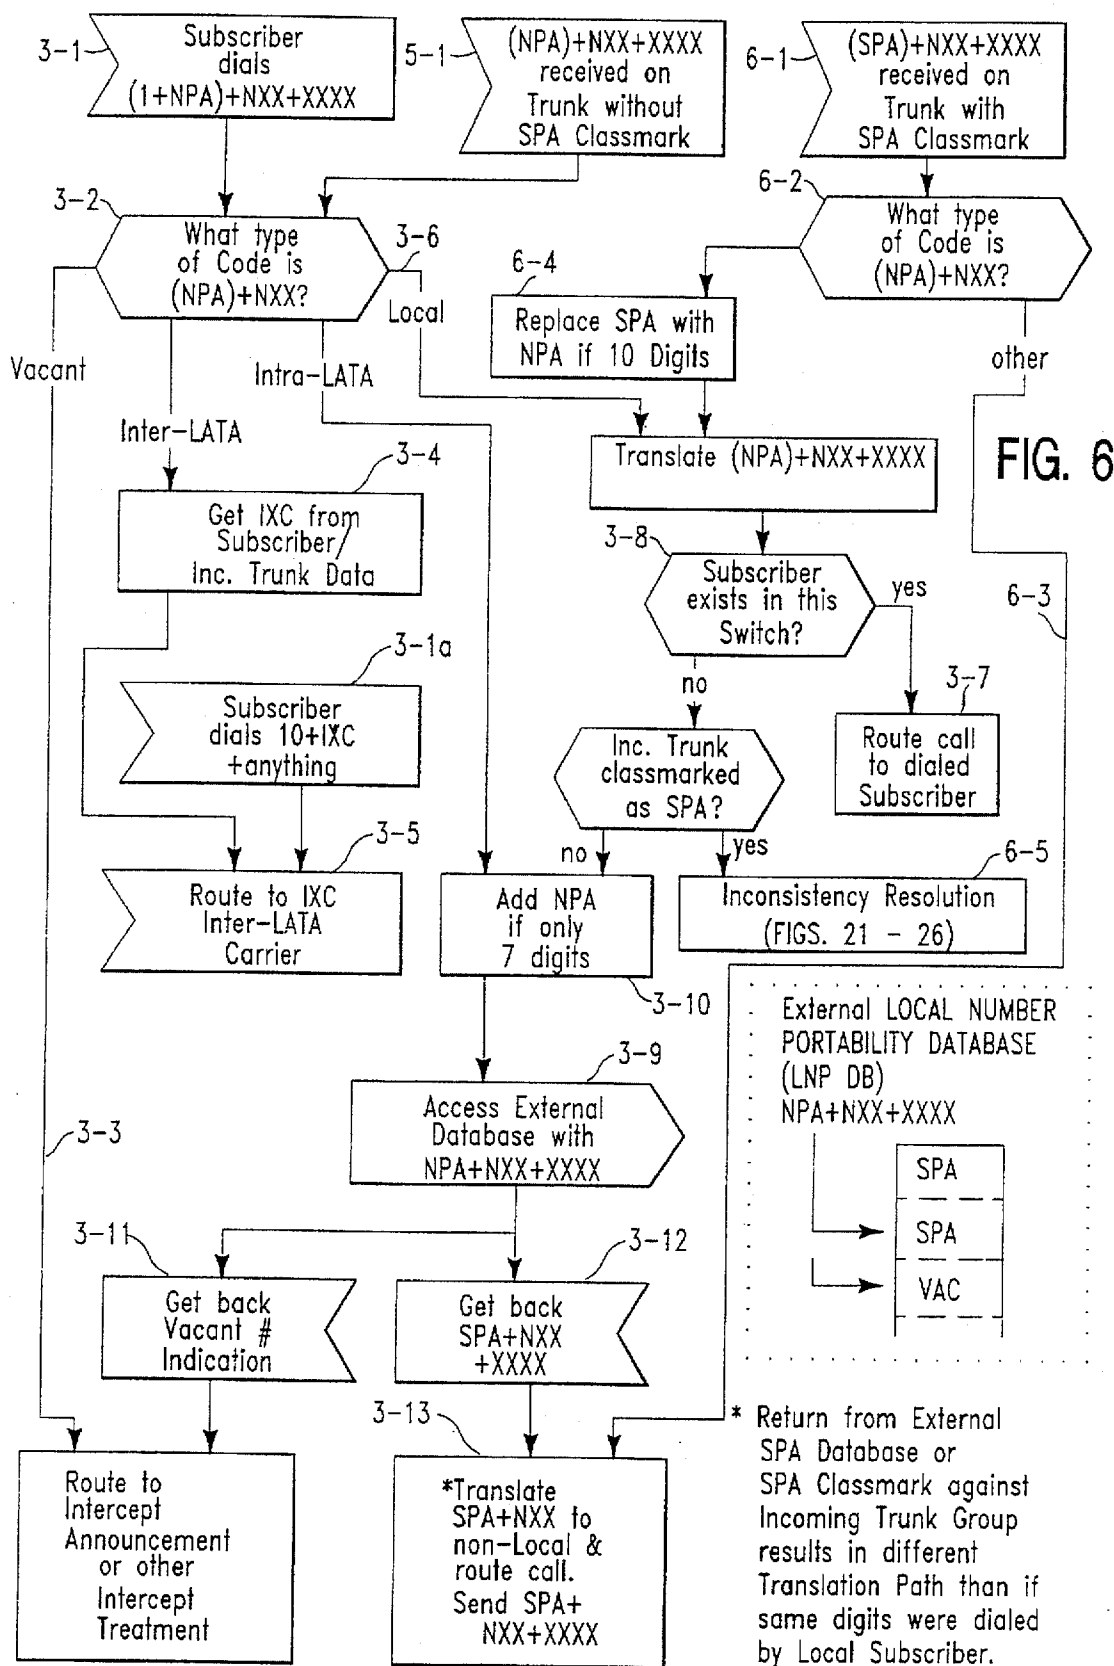 3-1
Subscriber
dials
(1+NPA)+NXX+XXXX
5-1
(NPA)+NXX+XXXX
received on
Trunk without
SPA Classmark
6-1
(SPA)+NXX+XXXX
received on
Trunk with
SPA Classmark
3-2
What type
of Code is
(NPA)+NXX?
3-6
6-2
What type
of Code is
(NPA)+NXX?
6-4
Replace SPA with
NPA if 10 Digits
Local
Vacant
Intra-LATA
other
Inter-LATA
Translate (NPA)+NXX+XXXX
FIG. 6
3-4
Get IXC from
Subscriber/
Inc. Trunk Data
3-8
Subscriber
exists in this
Switch?
yes
6-3
no
3-1a
Subscriber
dials 10+IXC
+anything
3-7
Route call
to dialed
Subscriber
Inc. Trunk
classmarked
as SPA?
3-5
no
yes
6-5
Route to IXC
Inter-LATA
Carrier
Add NPA
if only
7 digits
Inconsistency Resolution
(FIGS. 21 - 26)
3-10
External LOCAL NUMBER
PORTABILITY DATABASE
(LNP DB)
NPA+NXX+XXXX
SPA
SPA
VAC
3-9
Access External
Database with
NPA+NXX+XXXX
3-3
3-11
Get back
Vacant #
Indication
3-12
Get back
SPA+NXX
+XXXX
3-13
Route to
Intercept
Announcement
or other
Intercept
Treatment
*Translate
SPA+NXX to
non-Local &
route call.
Send SPA+
NXX+XXXX
* Return from External
SPA Database or
SPA Classmark against
Incoming Trunk Group
results in different
Translation Path than if
same digits were dialed
by Local Subscriber.